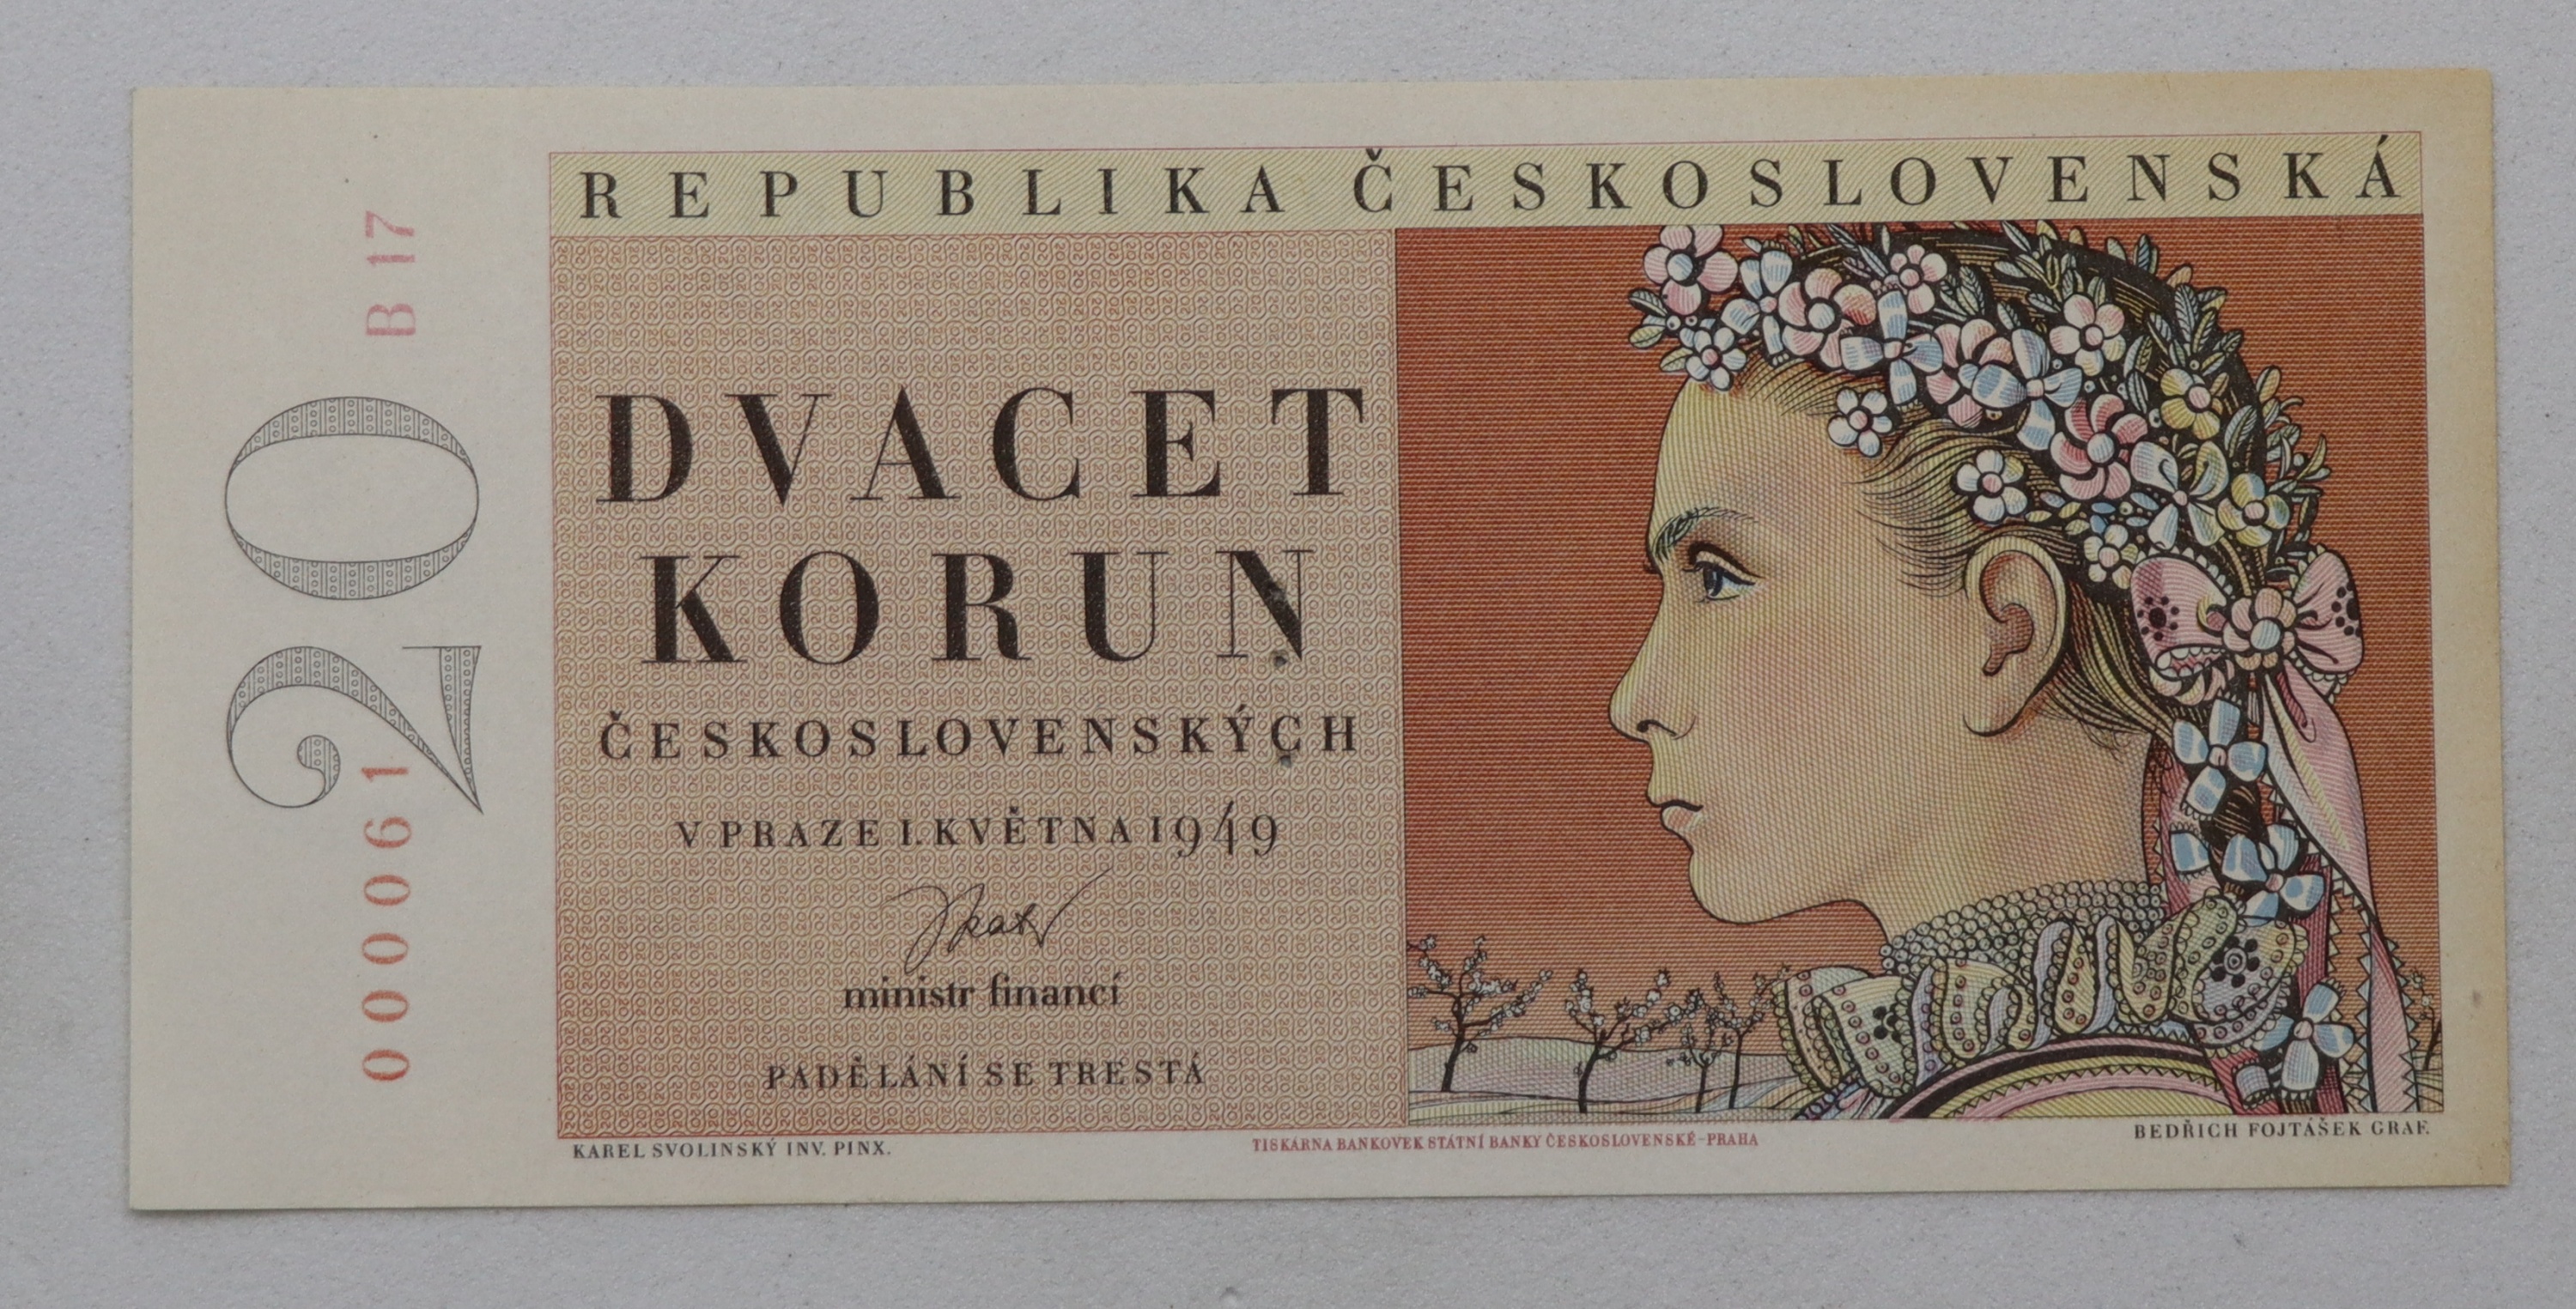 B 17
20
000061
REPUBLIKA ČESKOSLOVENSKÁ
DVACET
KORUN
ČESKOSLOVENSKÝCH
V PRAZE 1. KVĚTNA 1949
ministr financí
PADĚLÁNÍ SE TRESTÁ
KAREL SVOLINSKÝ INV. PINX.
TISKÁRNA BANKOVEK STÁTNÍ BANKY ČESKOSLOVENSKÉ-PRAHA
BEDŘICH FOJTÁŠEK GRAF.